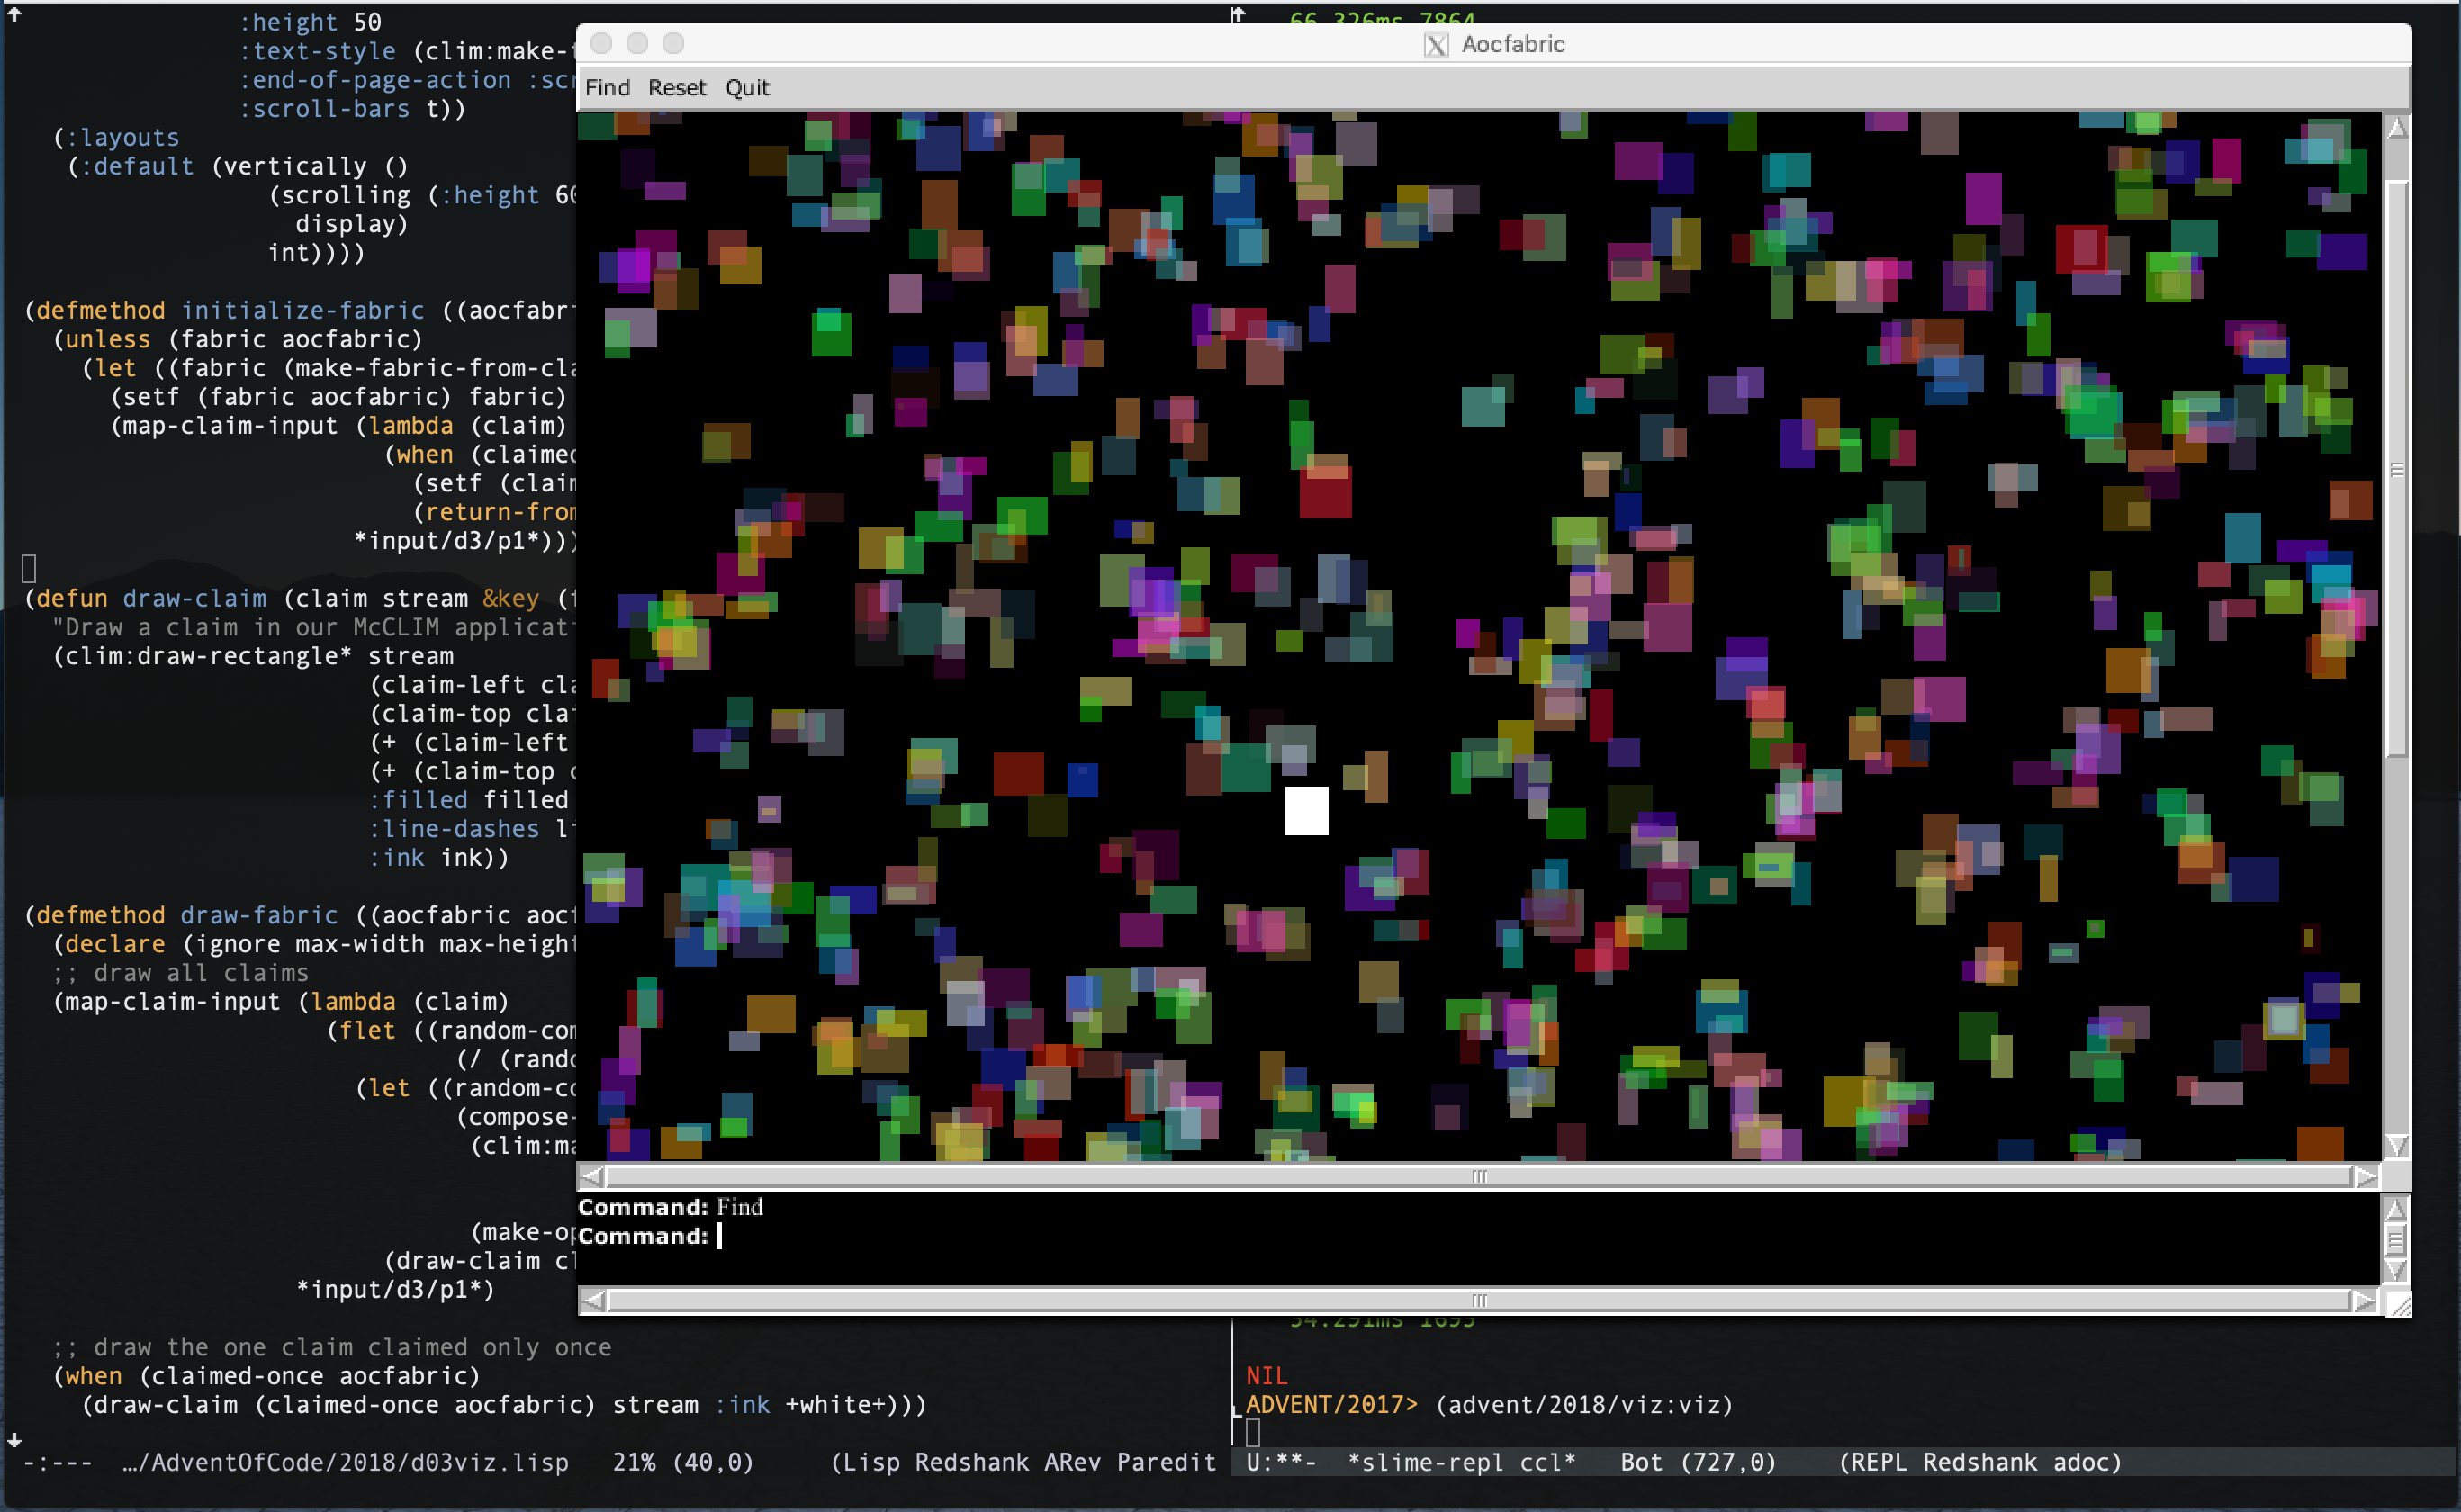 :height 50
:text-style (clim:make-t
:end-of-page-action :scr
:scroll-bars t))
(:layouts
(:default (vertically ()
(scrolling (:height 60
display)
int))))
(defmethod initialize-fabric ((aocfabri
(unless (fabric aocfabric)
(let ((fabric (make-fabric-from-cla
(setf (fabric aocfabric) fabric)
(map-claim-input (lambda (claim)
(when (claimed
(setf (claim
(return-from
*input/d3/p1*)))
(defun draw-claim (claim stream &key (f
"Draw a claim in our McCLIM applicati
(clim:draw-rectangle* stream
(claim-left cla
(claim-top clai
(+ (claim-left
(+ (claim-top c
:filled filled
:line-dashes li
:ink ink))
(defmethod draw-fabric ((aocfabric aocf
(declare (ignore max-width max-height
;; draw all claims
(map-claim-input (lambda (claim)
(flet ((random-com
(/ (rando
(let ((random-co
(compose-
(clim:ma
(make-op
(draw-claim cl
*input/d3/p1*)
;; draw the one claim claimed only once
(when (claimed-once aocfabric)
(draw-claim (claimed-once aocfabric) stream :ink +white+)))
-:--- …/AdventOfCode/2018/d03viz.lisp 21% (40,0) (Lisp Redshank ARev Paredit
66.326ms 7864
Aocfabric
Find Reset Quit
Command: Find
Command:
54.291ms 1695
NIL
ADVENT/2017> (advent/2018/viz:viz)
U:**- *slime-repl ccl* Bot (727,0) (REPL Redshank adoc)